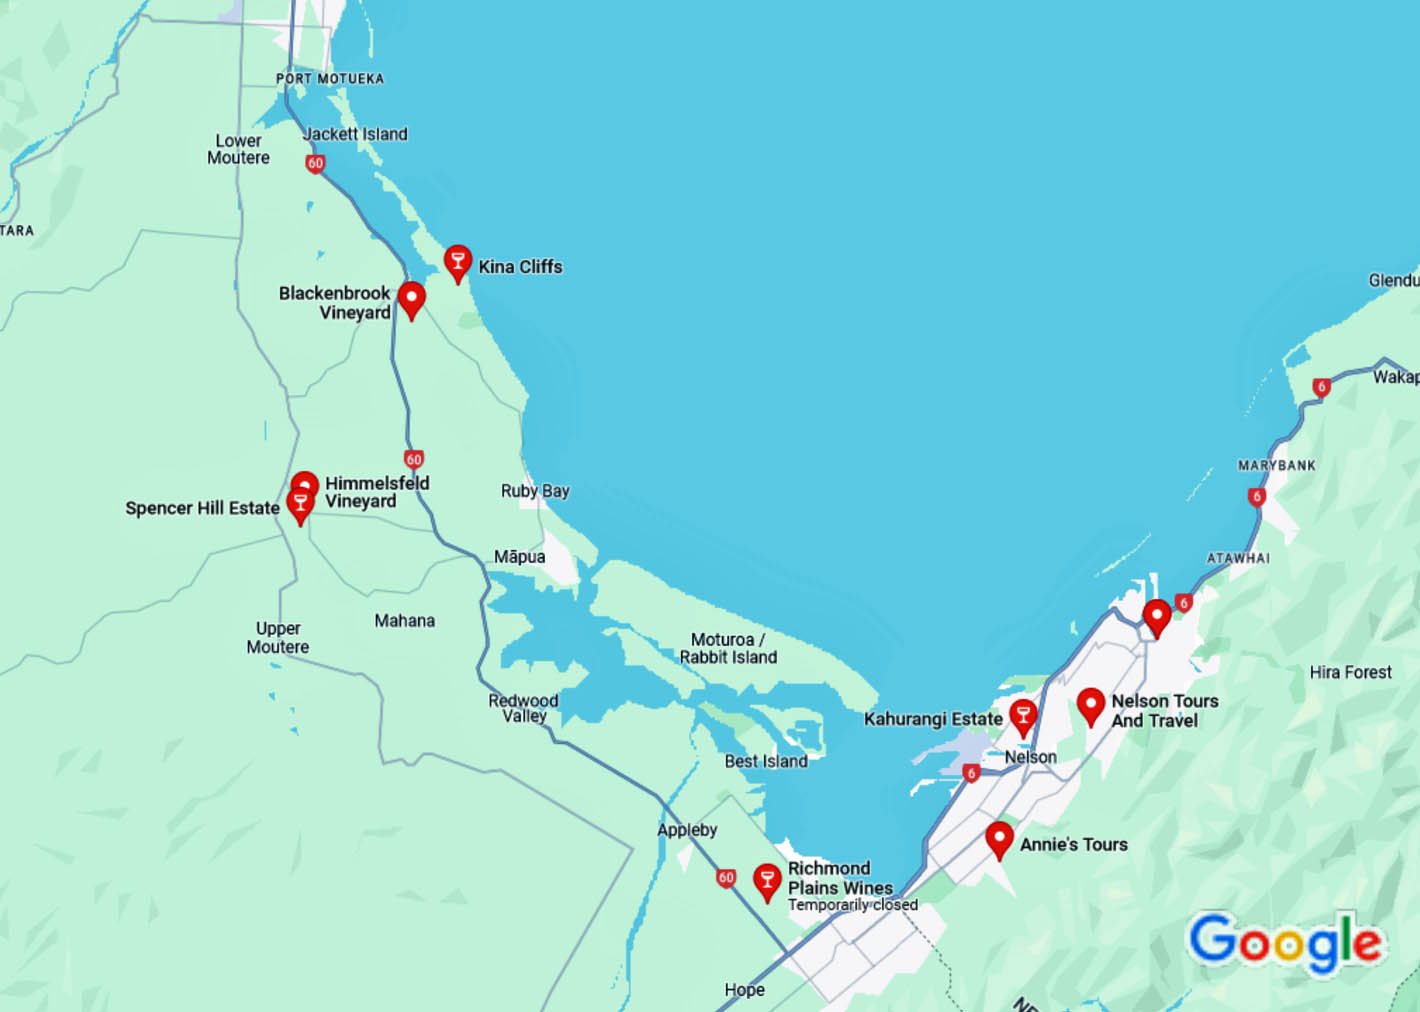 PORT MOTUEKA
Jackett Island
Lower
Moutere
60
TARA
Kina Cliffs
Blackenbrook
Vineyard
Glendu
6
Wakap
60
MARYBANK
Himmelsfeld
Vineyard
Ruby Bay
6
Spencer Hill Estate
Māpua
ATAWHAI
6
Mahana
Upper
Moutere
Moturoa /
Rabbit Island
Hira Forest
Redwood
Valley
Kahurangi Estate
Nelson Tours
And Travel
Best Island
Nelson
6
Appleby
Annie's Tours
60
Richmond
Plains Wines
Temporarily closed
Google
Hope